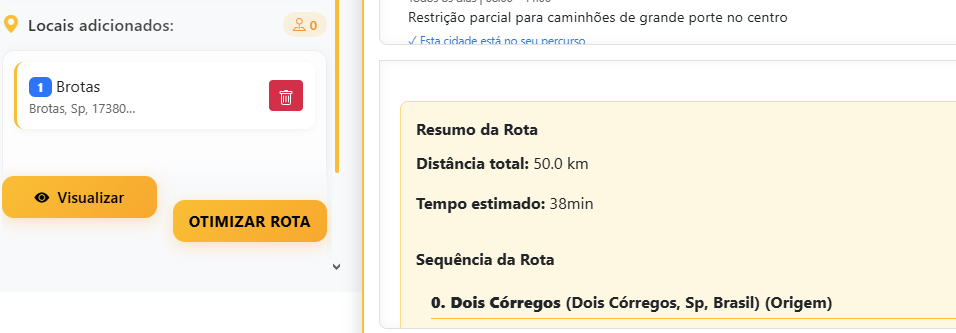 Locais adicionados:
0
1 Brotas
Brotas, Sp, 17380...
Visualizar
OTIMIZAR ROTA
Restrição parcial para caminhões de grande porte no centro
✓ Esta cidade está no seu percurso
Resumo da Rota
Distância total: 50.0 km
Tempo estimado: 38min
Sequência da Rota
0. Dois Córregos (Dois Córregos, Sp, Brasil) (Origem)